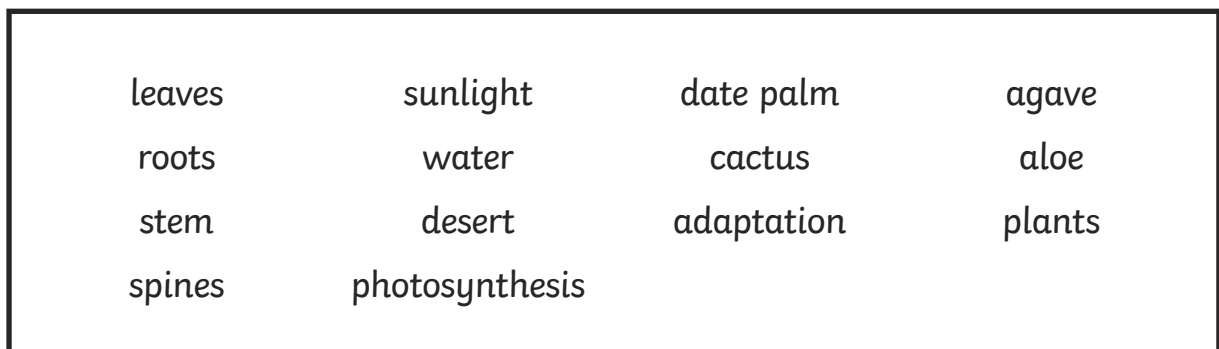 leaves sunlight date palm agave
roots water cactus aloe
stem desert adaptation plants
spines photosynthesis